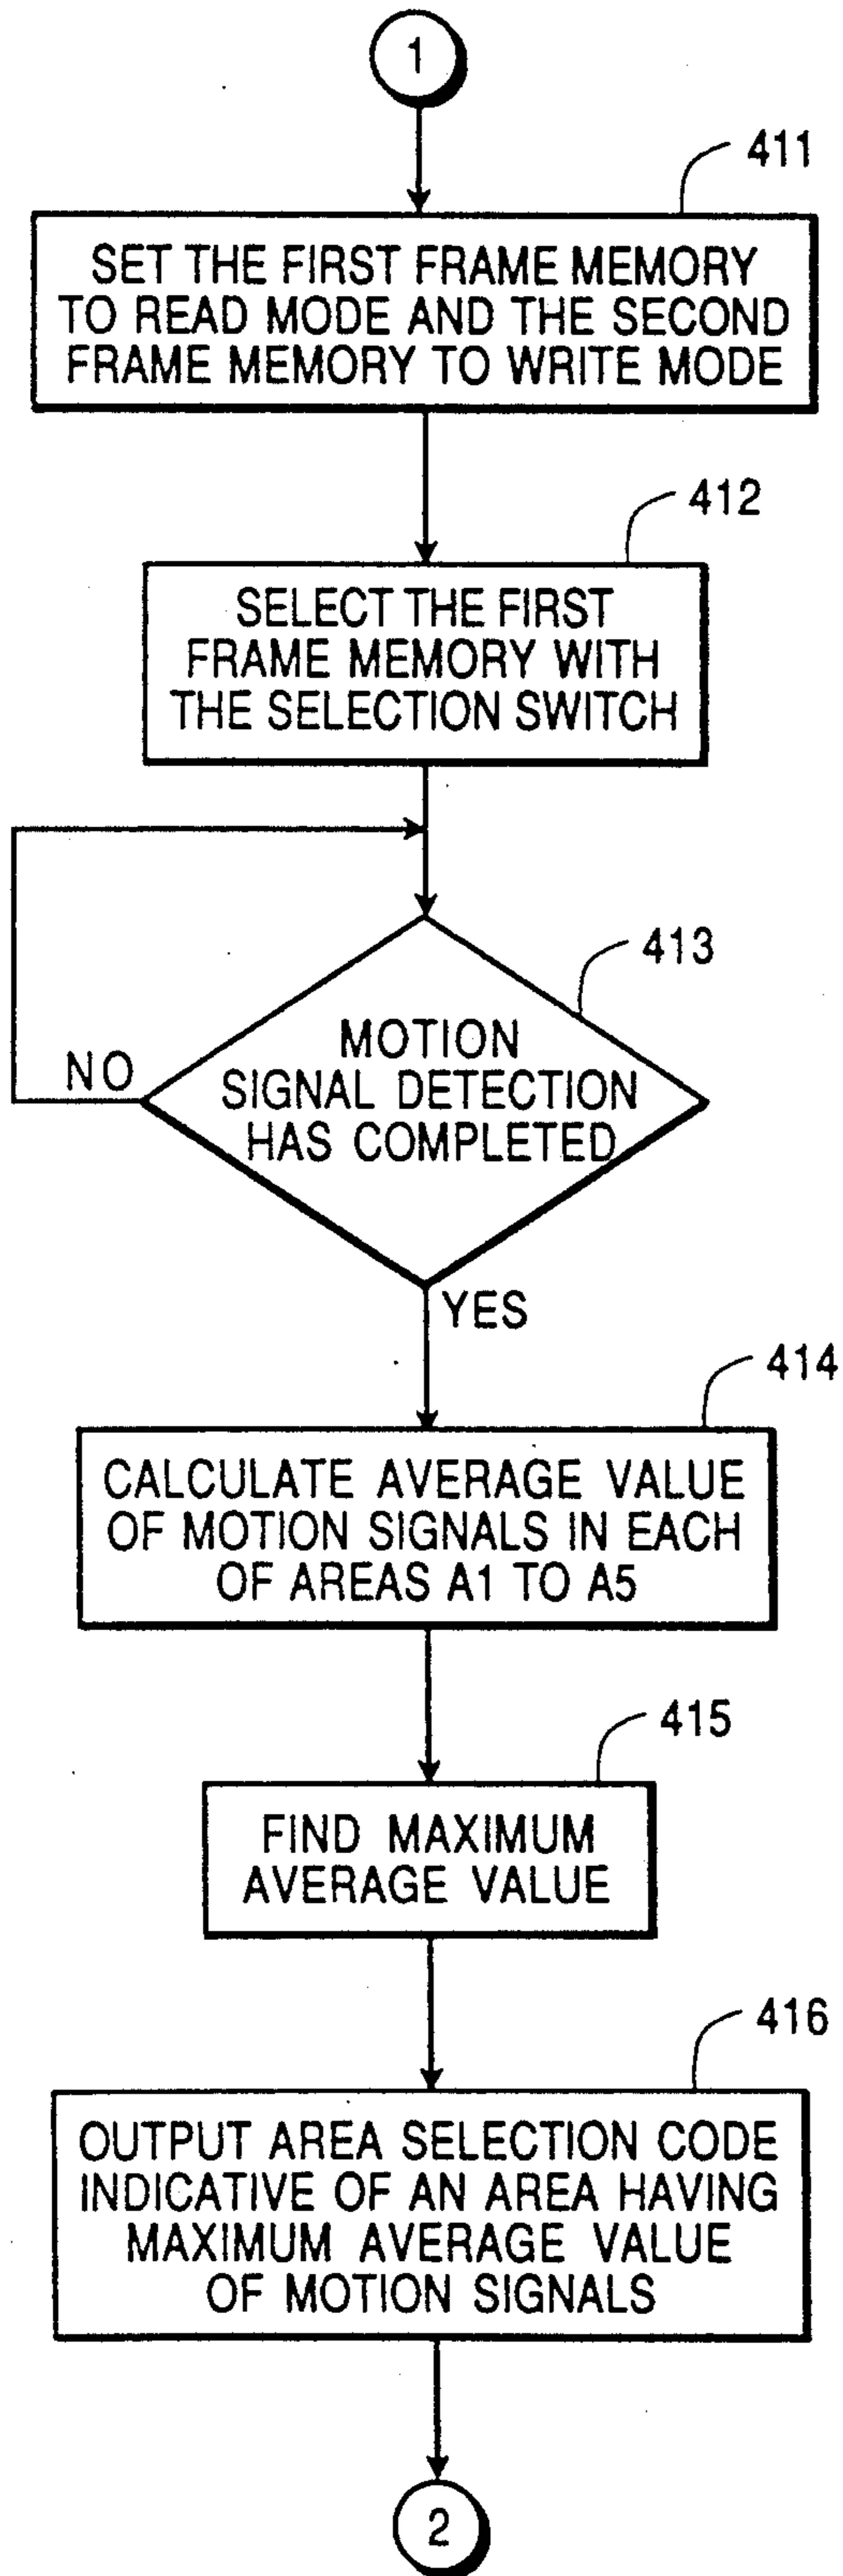 1
411
SET THE FIRST FRAME MEMORY
TO READ MODE AND THE SECOND
FRAME MEMORY TO WRITE MODE
412
SELECT THE FIRST
FRAME MEMORY WITH
THE SELECTION SWITCH
413
MOTION
SIGNAL DETECTION
HAS COMPLETED
NO
YES
414
CALCULATE AVERAGE VALUE
OF MOTION SIGNALS IN EACH
OF AREAS A1 TO A5
415
FIND MAXIMUM
AVERAGE VALUE
416
OUTPUT AREA SELECTION CODE
INDICATIVE OF AN AREA HAVING
MAXIMUM AVERAGE VALUE
OF MOTION SIGNALS
2